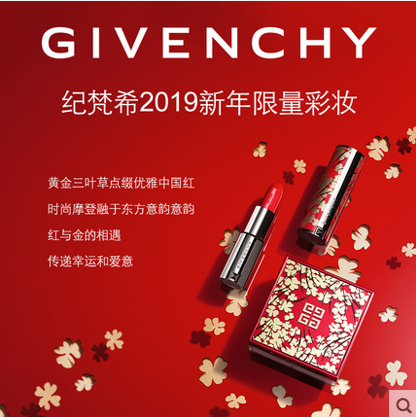 GIVENCHY
纪梵希2019新年限量彩妆
黄金三叶草点缀优雅中国红
时尚摩登融于东方意韵意韵
红与金的相遇
传递幸运和爱意